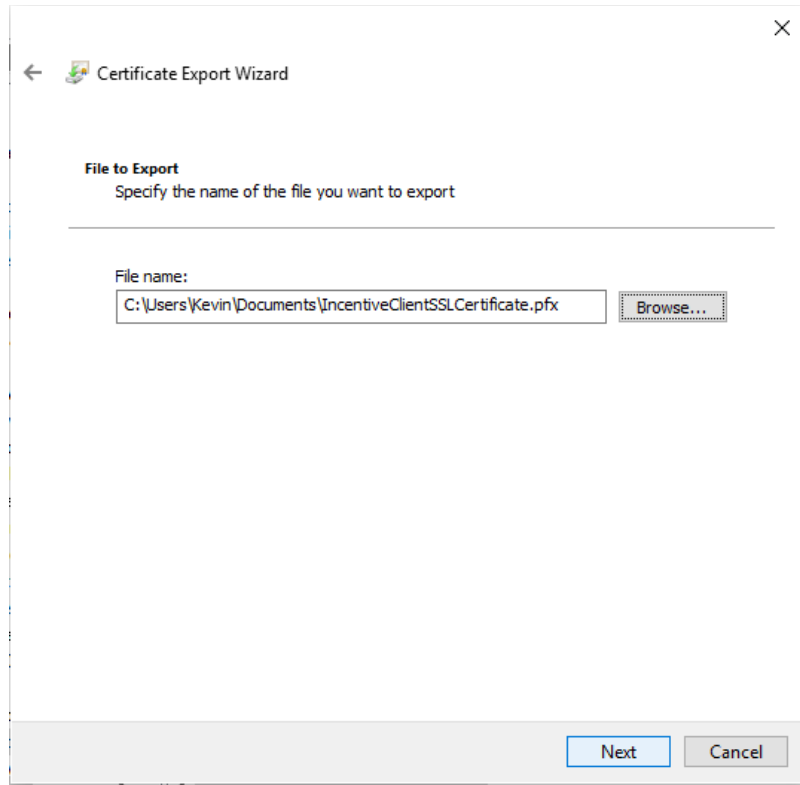 Certificate Export Wizard
File to Export
Specify the name of the file you want to export
File name:
C:\Users\Kevin\Documents\IncentiveClientSSLCertificate.pfx
Browse...
Next
Cancel